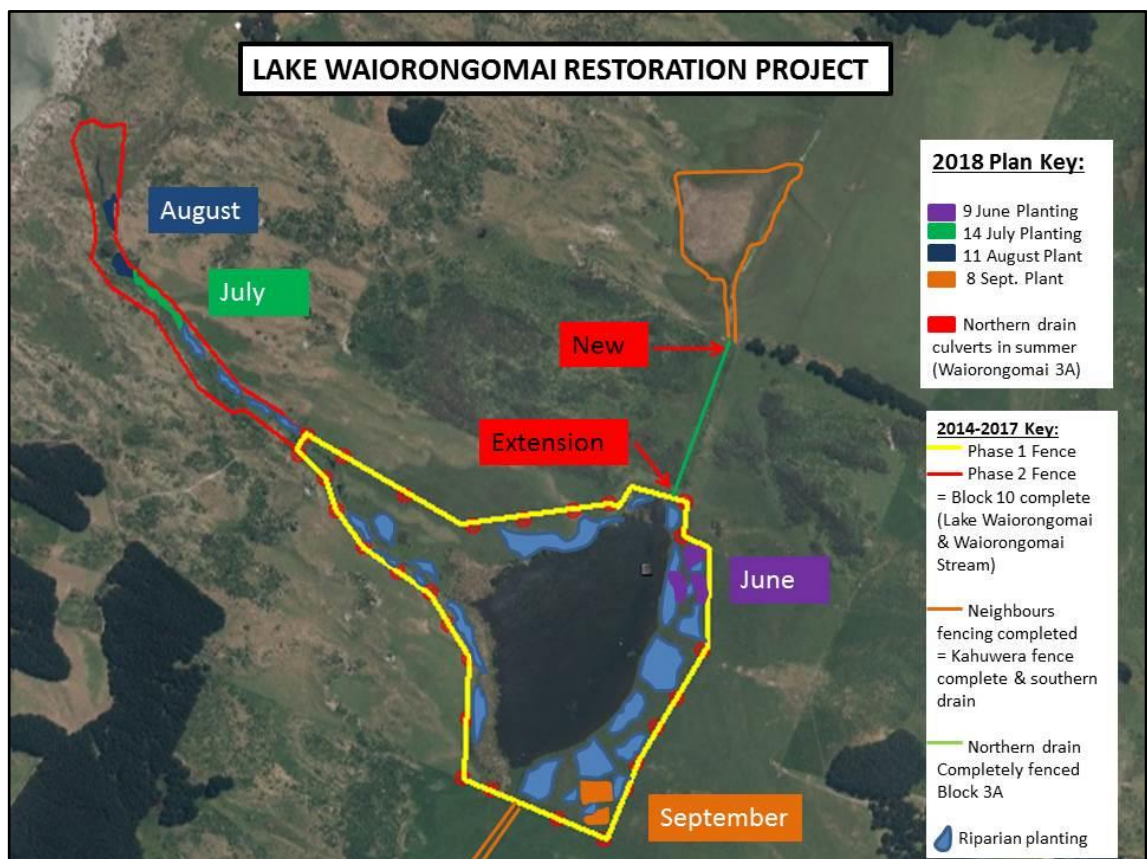 LAKE WAIORONGOMAI RESTORATION PROJECT
August
July
New
Extension
June
September
2018 Plan Key:
9 June Planting
14 July Planting
11 August Plant
8 Sept. Plant
Northern drain
culverts in summer
(Waiorongomai 3A)
2014-2017 Key:
Phase 1 Fence
Phase 2 Fence
= Block 10 complete
(Lake Waiorongomai
& Waiorongomai
Stream)
Neighbours
fencing completed
= Kahuwera fence
complete & southern
drain
Northern drain
Completely fenced
Block 3A
Riparian planting